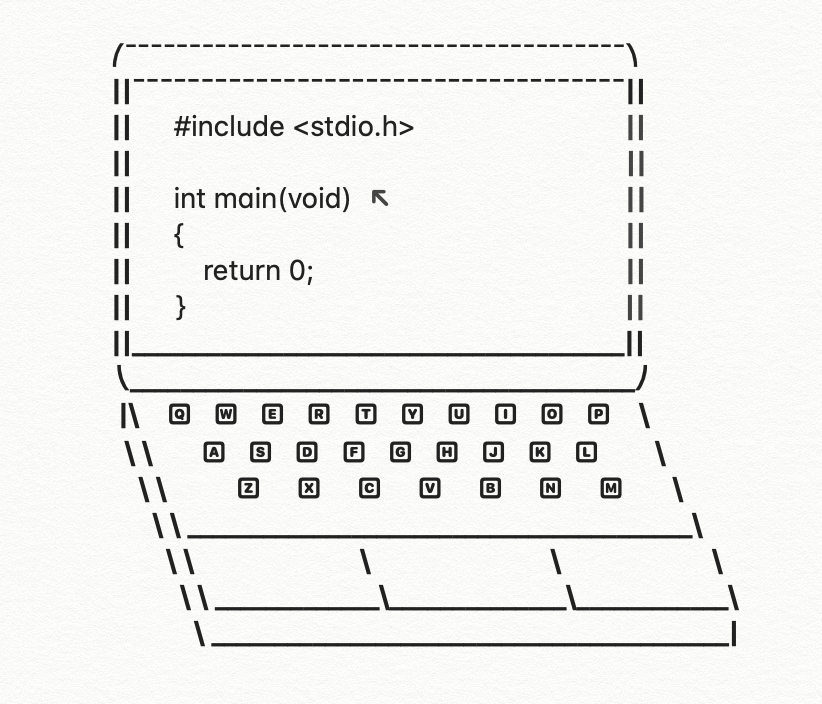 #include <stdio.h>
int main(void)
{
return 0;
}
Q W E R T Y U I O P
A S D F G H J K L
Z X C V B N M